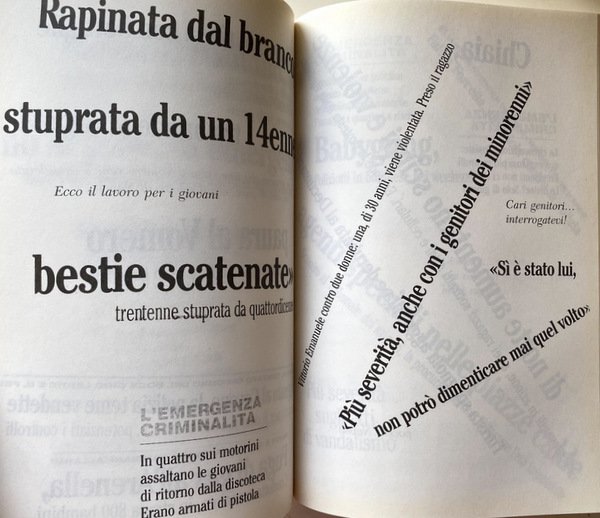 Rapinata dal branco
stuprata da un 14enne
Ecco il lavoro per i giovani
bestie scatenate»
trentenne stuprata da quattordicenne
L'EMERGENZA
CRIMINALITÀ
In quattro sui motorini
assaltano le giovani
di ritorno dalla discoteca
Erano armati di pistola
Vittorio Emanuele contro due donne: una, di 30 anni, viene violentata. Preso il ragazzo
«Più severità, anche con i genitori dei minorenni»
Cari genitori...
interrogatevi!
«Sì è stato lui,
non potrò dimenticare mai quel volto»